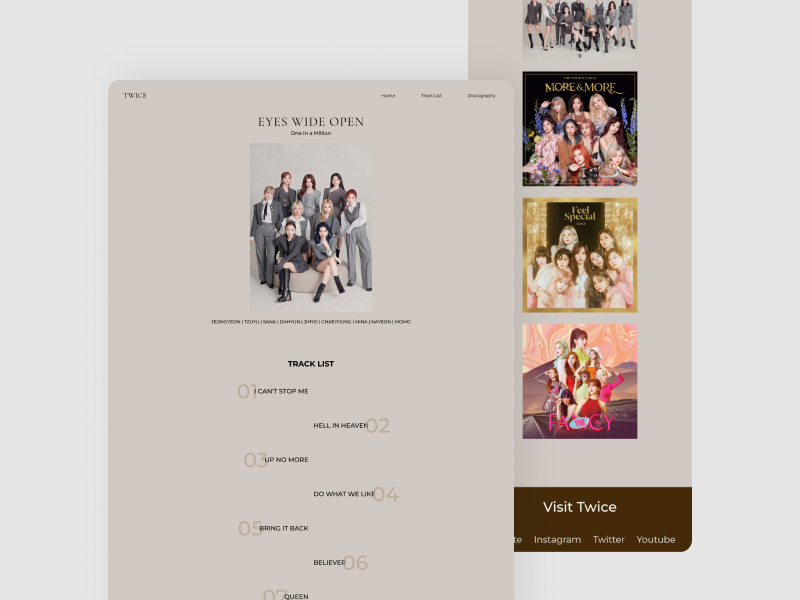 TWICE
Home Track List Discography
EYES WIDE OPEN
One in a Million
JEONGYEON | TZUYU | SANA | DAHYUN | JIHYO | CHAEYOUNG | MINA | NAYEON | MOMO
TRACK LIST
01 I CAN'T STOP ME
HELL IN HEAVEN 02
03 UP NO MORE
DO WHAT WE LIKE 04
05 BRING IT BACK
BELIEVER 06
07 QUEEN
MORE & MORE
Feel
Special
TWICE
FANCY
Visit Twice
te Instagram Twitter Youtube